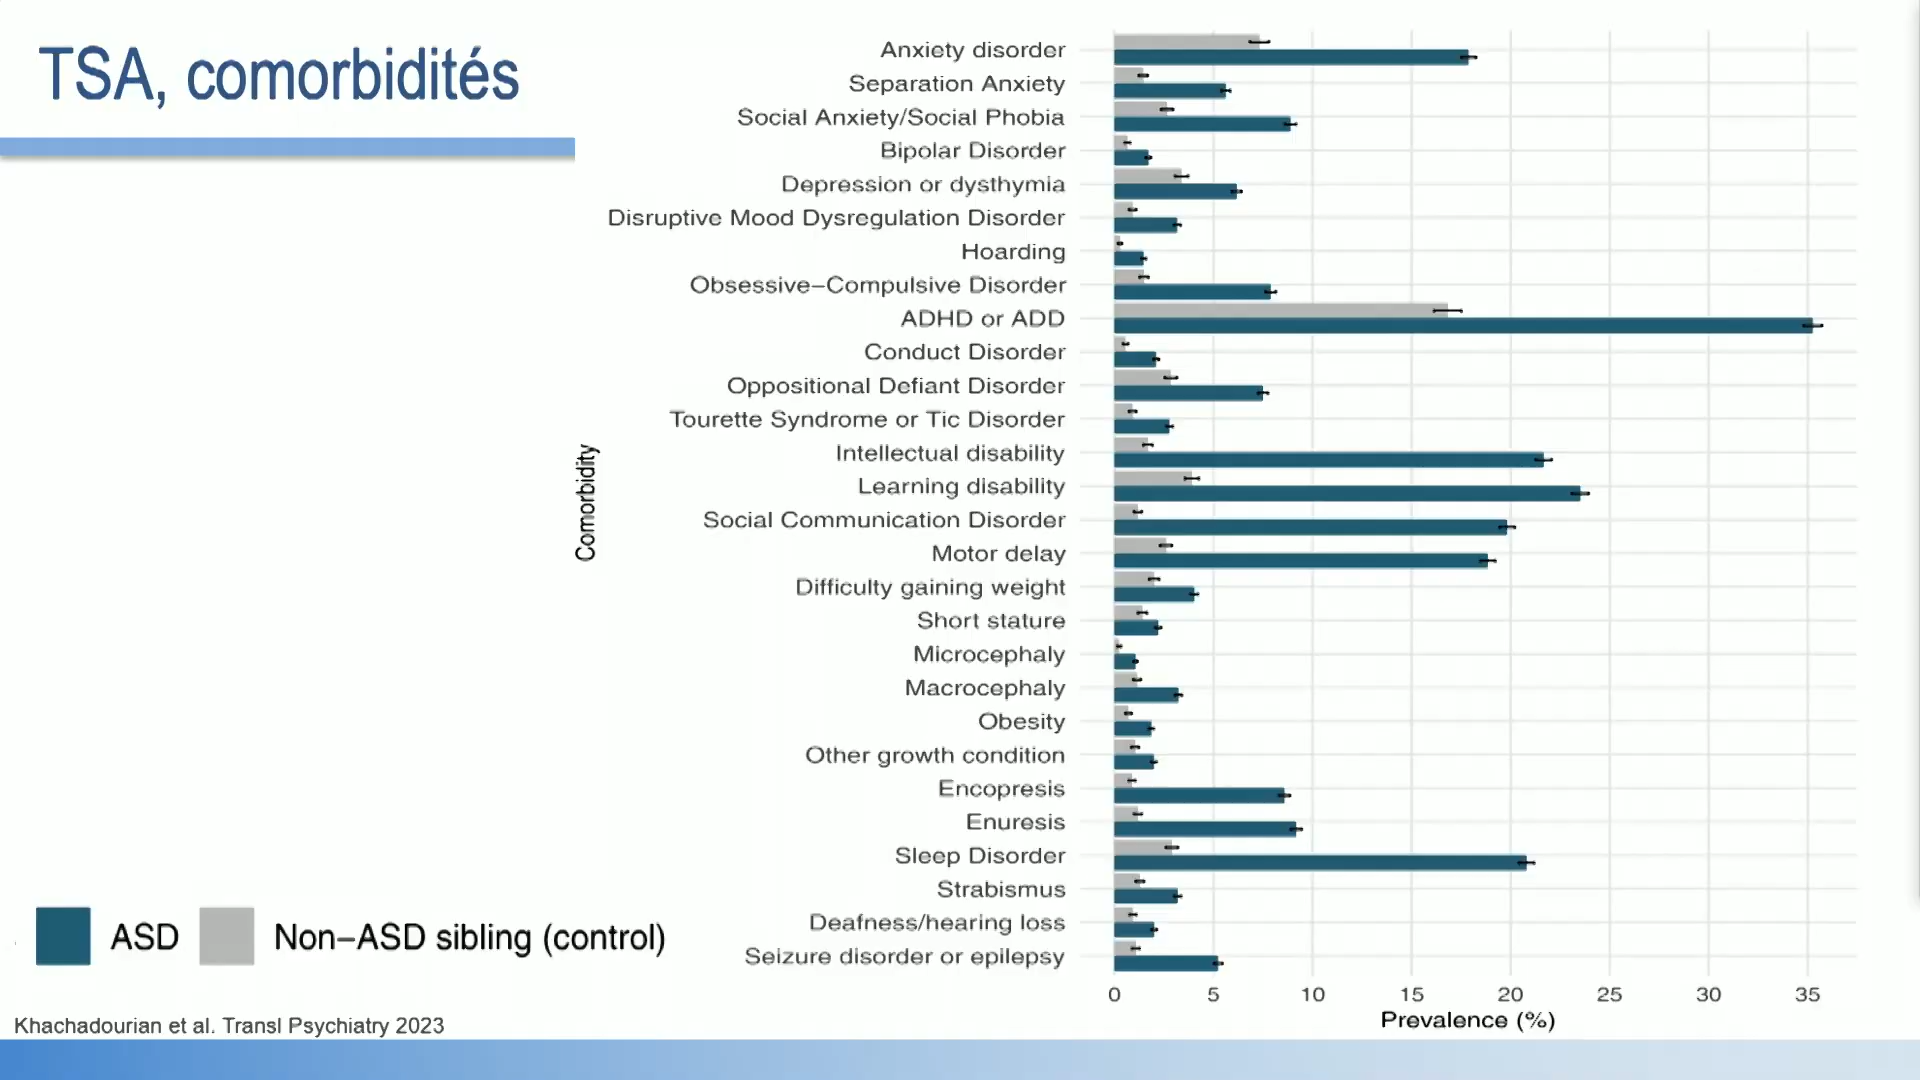 TSA, comorbidités
Anxiety disorder
Separation Anxiety
Social Anxiety/Social Phobia
Bipolar Disorder
Depression or dysthymia
Disruptive Mood Dysregulation Disorder
Hoarding
Obsessive–Compulsive Disorder
ADHD or ADD
Conduct Disorder
Oppositional Defiant Disorder
Tourette Syndrome or Tic Disorder
Intellectual disability
Learning disability
Social Communication Disorder
Motor delay
Difficulty gaining weight
Short stature
Microcephaly
Macrocephaly
Obesity
Other growth condition
Encopresis
Enuresis
Sleep Disorder
Strabismus
Deafness/hearing loss
Seizure disorder or epilepsy
Comorbidity
0 5 10 15 20 25 30 35
Prevalence (%)
ASD Non–ASD sibling (control)
Khachadourian et al. Transl Psychiatry 2023